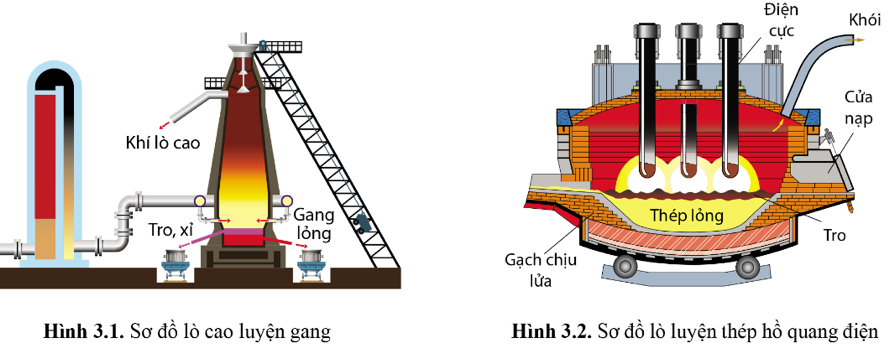 Khí lò cao
Tro, xỉ
Gang
lỏng
Hình 3.1. Sơ đồ lò cao luyện gang
Điện
cực
Khói
Cửa
nạp
Thép lỏng
Tro
Gạch chịu
lửa
Hình 3.2. Sơ đồ lò luyện thép hồ quang điện